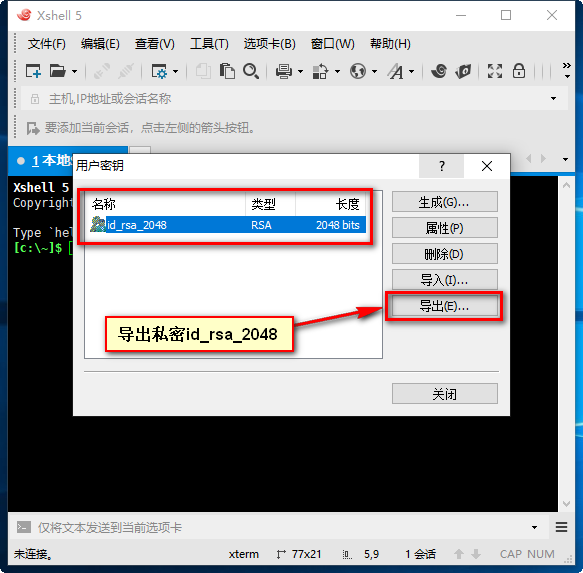 Xshell 5
文件(F) 编辑(E) 查看(V) 工具(T) 选项卡(B) 窗口(W) 帮助(H)
主机,IP地址或会话名称
要添加当前会话，点击左侧的箭头按钮。
1 本地
用户密钥
?
名称 类型 长度
id_rsa_2048 RSA 2048 bits
生成(G)...
属性(P)
删除(D)
导入(I)...
导出(E)...
导出私密id_rsa_2048
关闭
Xshell 5
Copyright
Type `hel
[c:\~]$
仅将文本发送到当前选项卡
未连接。 xterm 77x21 5,9 1 会话 CAP NUM